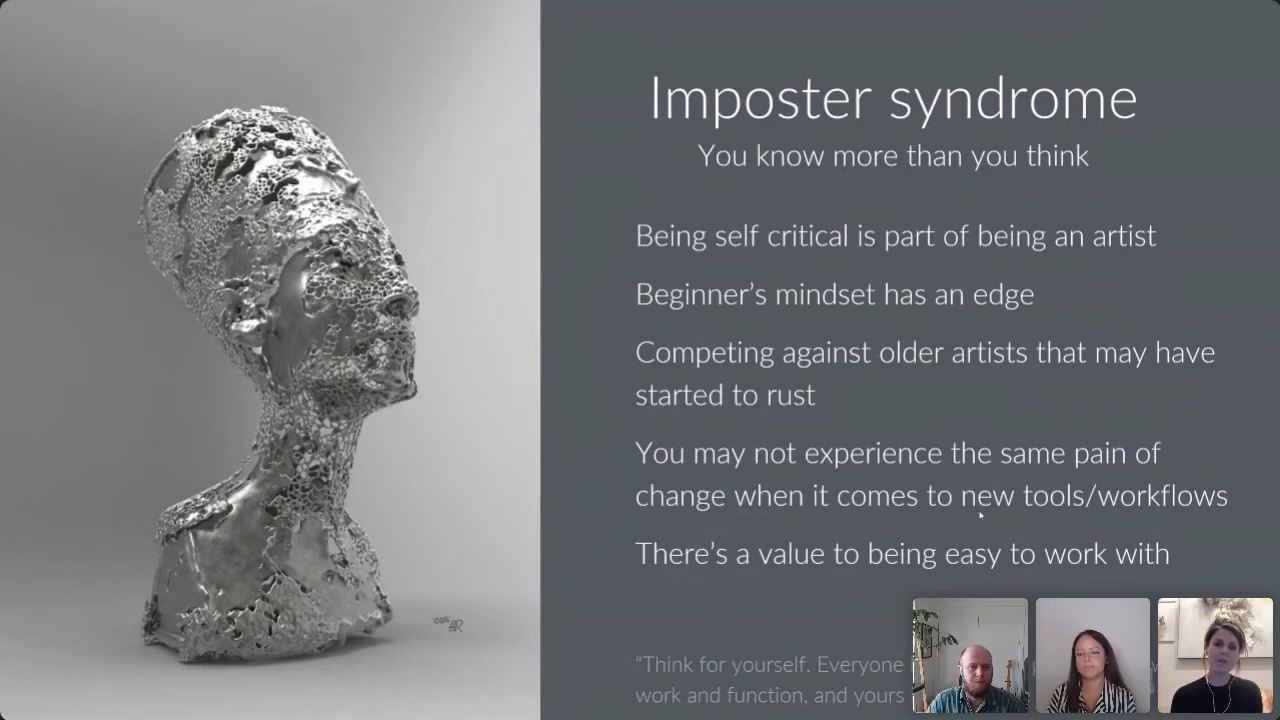 Imposter syndrome
You know more than you think
Being self critical is part of being an artist
Beginner’s mindset has an edge
Competing against older artists that may have
started to rust
You may not experience the same pain of
change when it comes to new tools/workflows
There’s a value to being easy to work with
“Think for yourself. Everyone
work and function, and yours